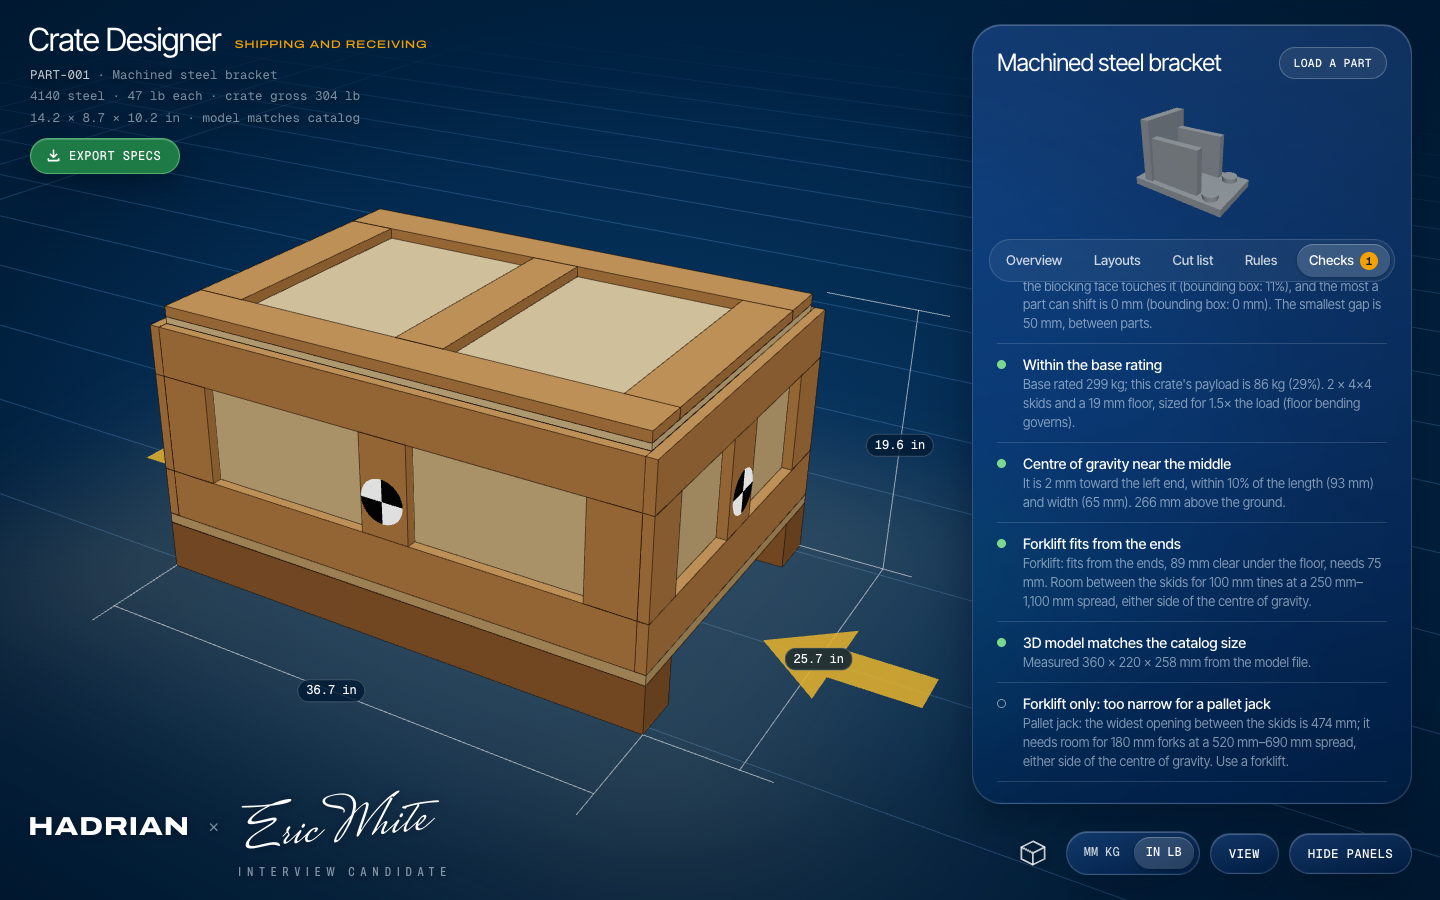 Crate Designer SHIPPING AND RECEIVING
PART-001 · Machined steel bracket
4140 steel · 47 lb each · crate gross 304 lb
14.2 × 8.7 × 10.2 in · model matches catalog
EXPORT SPECS
19.6 in
25.7 in
36.7 in
HADRIAN × Eric White
INTERVIEW CANDIDATE
Machined steel bracket
LOAD A PART
Overview Layouts Cut list Rules Checks 1
the blocking face touches it (bounding box: 11%), and the most a
part can shift is 0 mm (bounding box: 0 mm). The smallest gap is
50 mm, between parts.
Within the base rating
Base rated 299 kg; this crate's payload is 86 kg (29%). 2 × 4×4
skids and a 19 mm floor, sized for 1.5× the load (floor bending
governs).
Centre of gravity near the middle
It is 2 mm toward the left end, within 10% of the length (93 mm)
and width (65 mm). 266 mm above the ground.
Forklift fits from the ends
Forklift: fits from the ends, 89 mm clear under the floor, needs 75
mm. Room between the skids for 100 mm tines at a 250 mm–
1,100 mm spread, either side of the centre of gravity.
3D model matches the catalog size
Measured 360 × 220 × 258 mm from the model file.
Forklift only: too narrow for a pallet jack
Pallet jack: the widest opening between the skids is 474 mm; it
needs room for 180 mm forks at a 520 mm–690 mm spread,
either side of the centre of gravity. Use a forklift.
MM KG IN LB VIEW HIDE PANELS